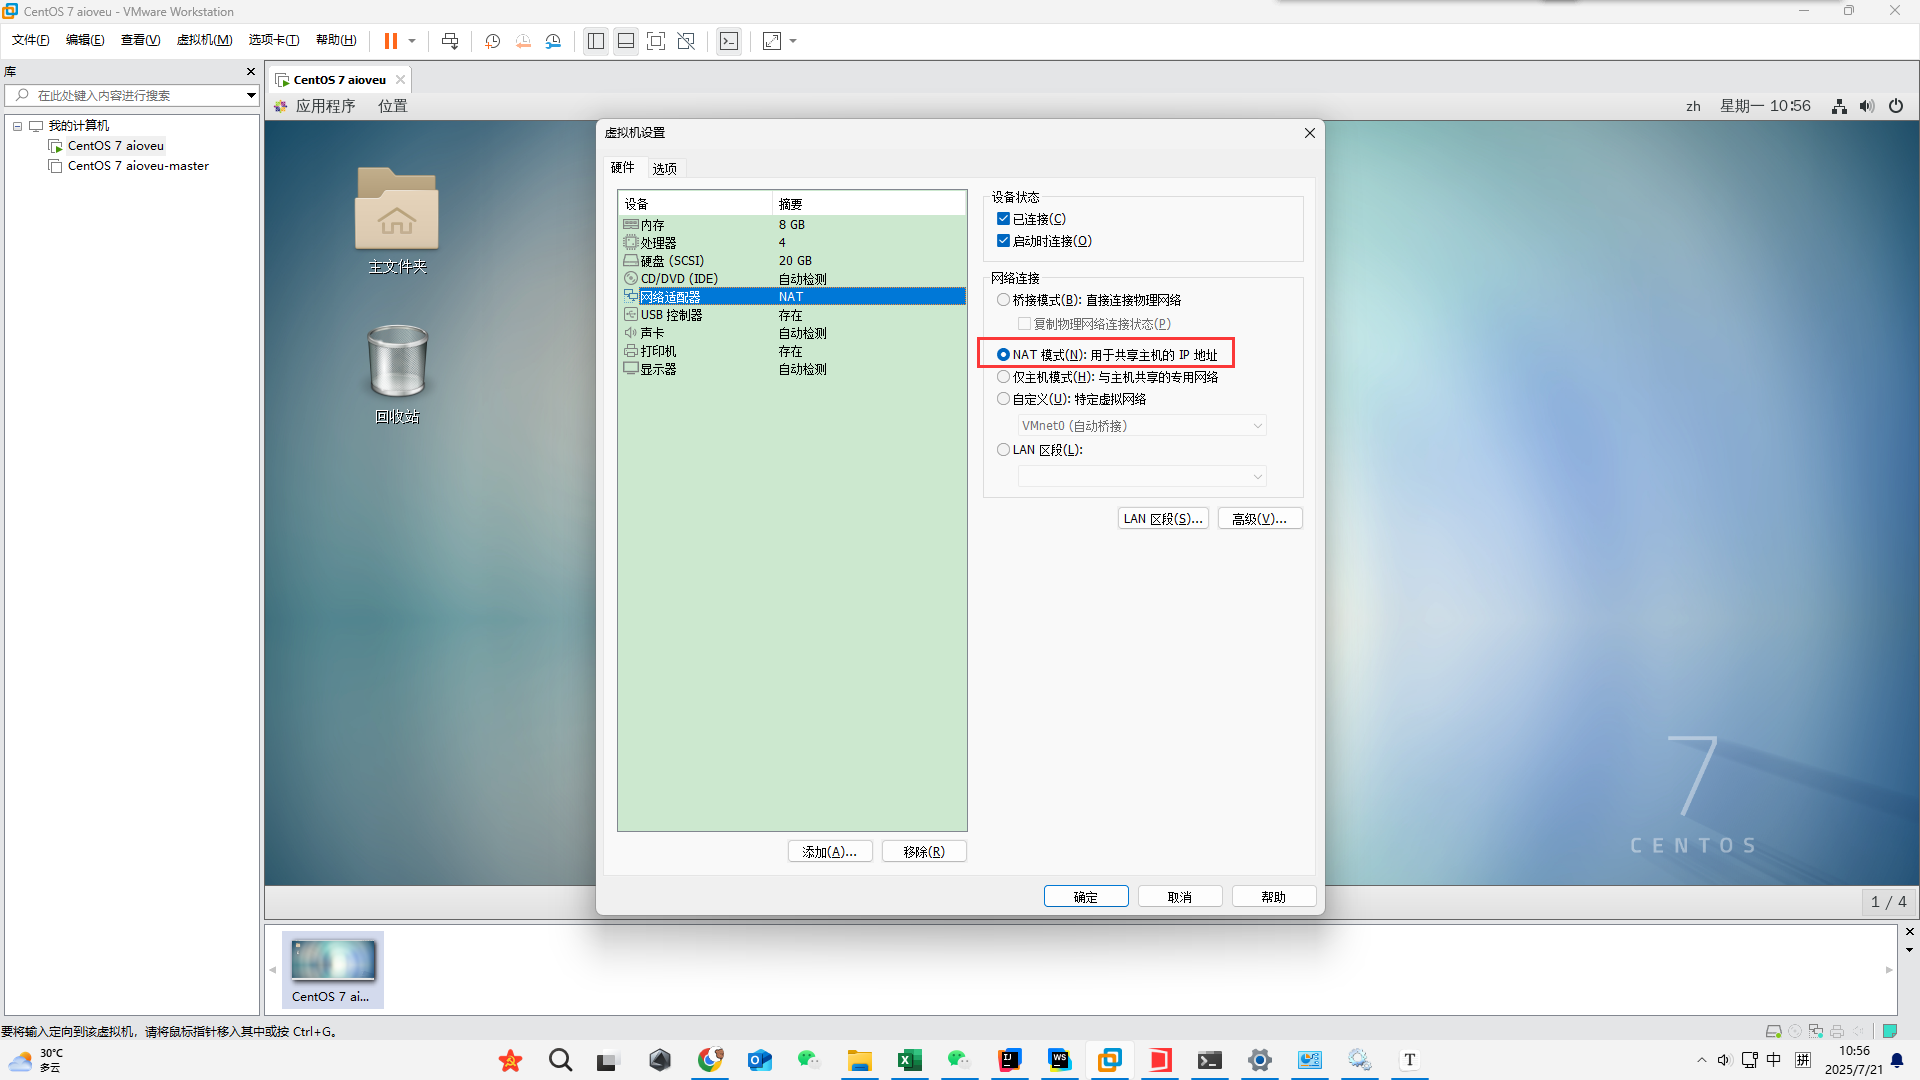 CentOS 7 aioveu - VMware Workstation
文件(F) 编辑(E) 查看(V) 虚拟机(M) 选项卡(T) 帮助(H)
库
在此处键入内容进行搜索
我的计算机
CentOS 7 aioveu
CentOS 7 aioveu-master
CentOS 7 aioveu
应用程序 位置
zh 星期一 10:56
主文件夹
回收站
虚拟机设置
硬件 选项
设备 摘要
内存 8 GB
处理器 4
硬盘 (SCSI) 20 GB
CD/DVD (IDE) 自动检测
网络适配器 NAT
USB 控制器 存在
声卡 自动检测
打印机 存在
显示器 自动检测
添加(A)... 移除(R)
设备状态
已连接(C)
启动时连接(O)
网络连接
桥接模式(B): 直接连接物理网络
复制物理网络连接状态(P)
NAT 模式(N): 用于共享主机的 IP 地址
仅主机模式(H): 与主机共享的专用网络
自定义(U): 特定虚拟网络
VMnet0 (自动桥接)
LAN 区段(L):
LAN 区段(S)... 高级(V)...
确定 取消 帮助
7
CENTOS
1 / 4
CentOS 7 ai...
要将输入定向到该虚拟机，请将鼠标指针移入其中或按 Ctrl+G。
30°C
多云
IJ
WS
T
中
拼
10:56
2025/7/21